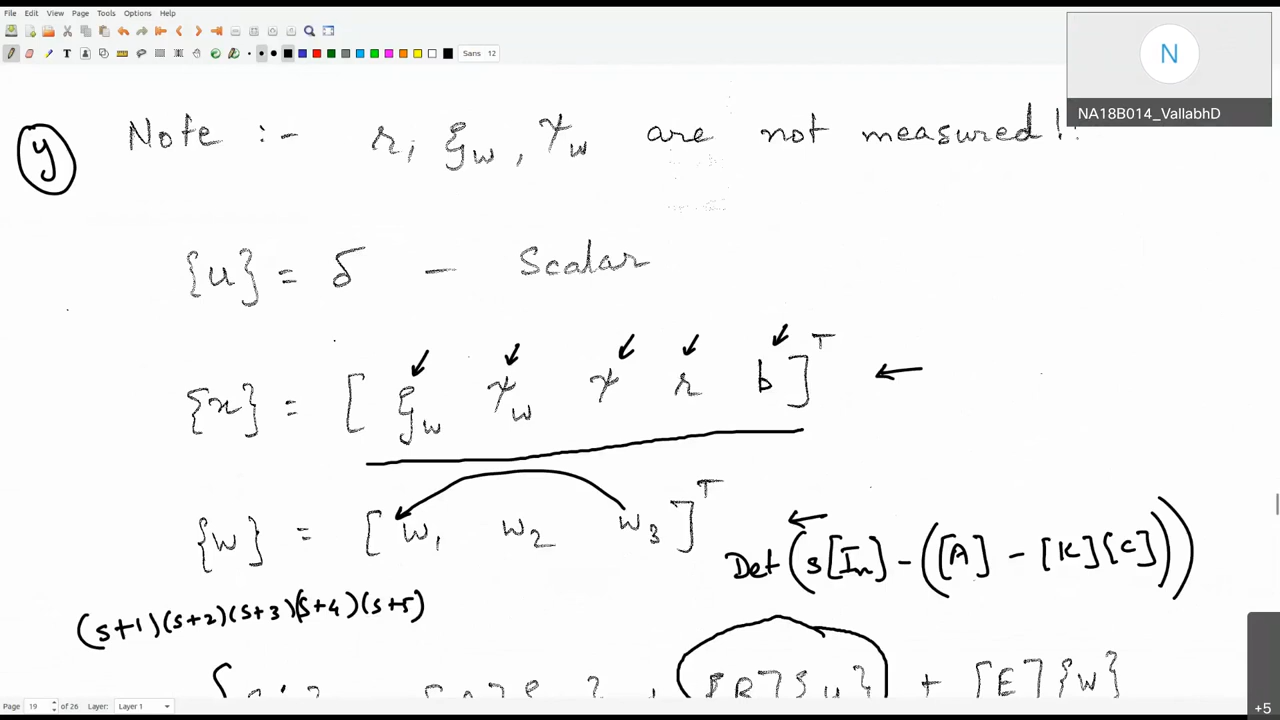 File Edit View Page Tools Options Help
Sans 12
N
NA18B014_VallabhD
y
Note :- r, ξw, ψw are not measured!!
{u} = δ - Scalar
{x} = [ ξw ψw ψ r b ]ᵀ ←
{w} = [ w₁ w₂ w₃ ]ᵀ
Det (s[In] - ([A] - [K][C]))
(s+1)(s+2)(s+3)(s+4)(s+5)
{u} + [E]{w}
Page 19 of 26 Layer: Layer 1
+5